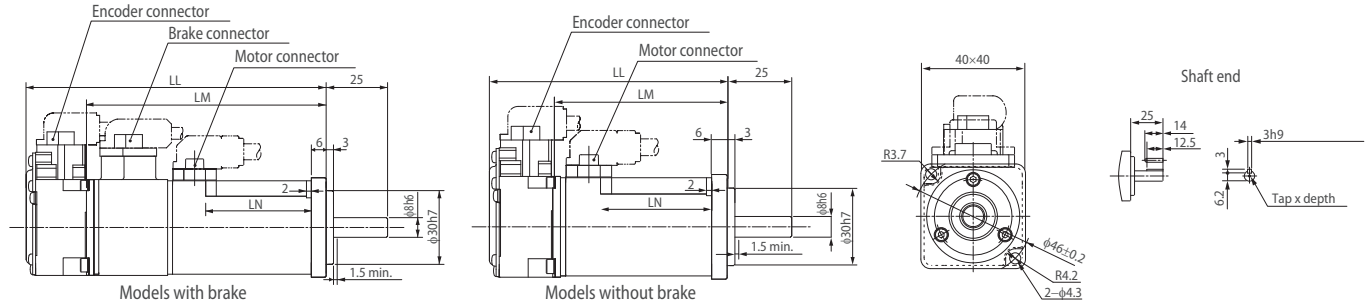 Encoder connector
Brake connector
Motor connector
LL
25
LM
6
3
2
LN
ϕ8h6
ϕ30h7
1.5 min.
Models with brake
Encoder connector
Motor connector
LL
25
LM
6
3
2
LN
ϕ8h6
ϕ30h7
1.5 min.
Models without brake
40×40
R3.7
ϕ46±0.2
R4.2
2−ϕ4.3
Shaft end
25
14
12.5
3h9
3
6.2
Tap x depth